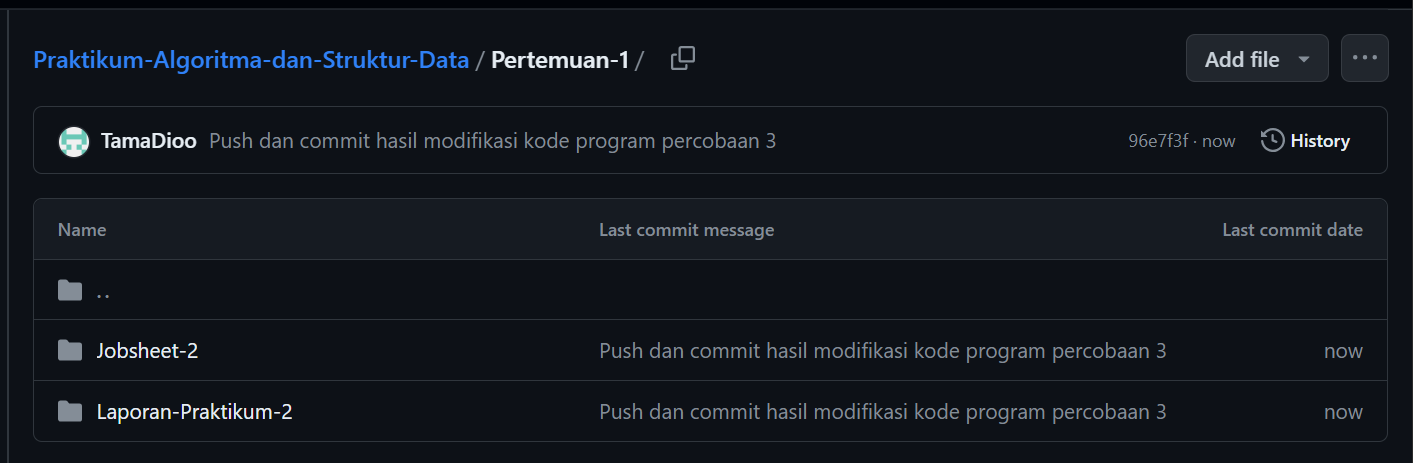 Praktikum-Algoritma-dan-Struktur-Data / Pertemuan-1 / Add file ...
TamaDioo Push dan commit hasil modifikasi kode program percobaan 3 96e7f3f · now History
Name Last commit message Last commit date
..
Jobsheet-2 Push dan commit hasil modifikasi kode program percobaan 3 now
Laporan-Praktikum-2 Push dan commit hasil modifikasi kode program percobaan 3 now